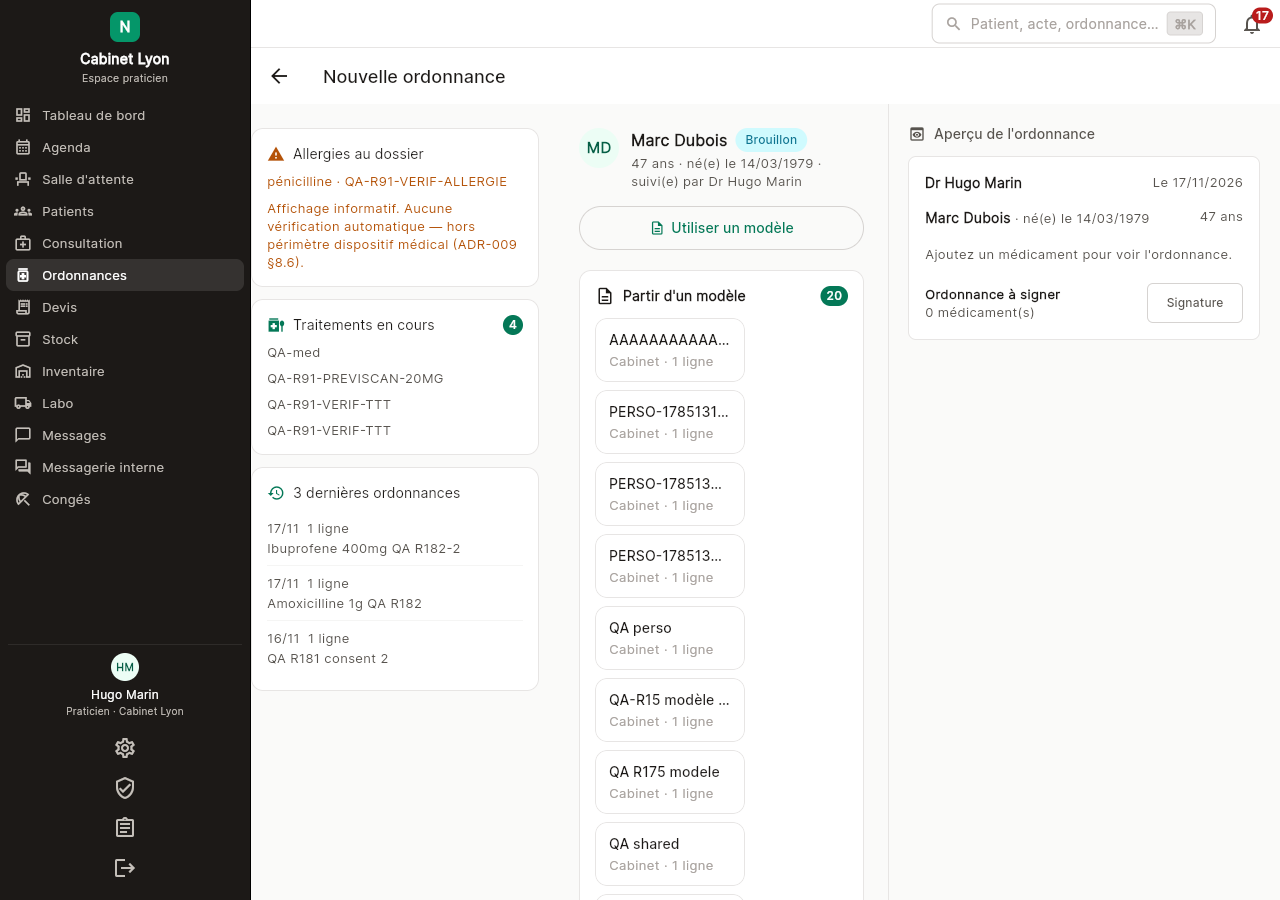 N
Cabinet Lyon
Espace praticien
Tableau de bord
Agenda
Salle d'attente
Patients
Consultation
Ordonnances
Devis
Stock
Inventaire
Labo
Messages
Messagerie interne
Congés
HM
Hugo Marin
Praticien · Cabinet Lyon
Patient, acte, ordonnance... ⌘K
17
Nouvelle ordonnance
Allergies au dossier
pénicilline · QA-R91-VERIF-ALLERGIE
Affichage informatif. Aucune
vérification automatique — hors
périmètre dispositif médical (ADR-009
§8.6).
Traitements en cours 4
QA-med
QA-R91-PREVISCAN-20MG
QA-R91-VERIF-TTT
QA-R91-VERIF-TTT
3 dernières ordonnances
17/11 1 ligne
Ibuprofene 400mg QA R182-2
17/11 1 ligne
Amoxicilline 1g QA R182
16/11 1 ligne
QA R181 consent 2
MD
Marc Dubois Brouillon
47 ans · né(e) le 14/03/1979 ·
suivi(e) par Dr Hugo Marin
Utiliser un modèle
Partir d'un modèle 20
AAAAAAAAAAA...
Cabinet · 1 ligne
PERSO-1785131...
Cabinet · 1 ligne
PERSO-178513...
Cabinet · 1 ligne
PERSO-178513...
Cabinet · 1 ligne
QA perso
Cabinet · 1 ligne
QA-R15 modèle ...
Cabinet · 1 ligne
QA R175 modele
Cabinet · 1 ligne
QA shared
Cabinet · 1 ligne
Aperçu de l'ordonnance
Dr Hugo Marin Le 17/11/2026
Marc Dubois · né(e) le 14/03/1979 47 ans
Ajoutez un médicament pour voir l'ordonnance.
Ordonnance à signer
0 médicament(s)
Signature